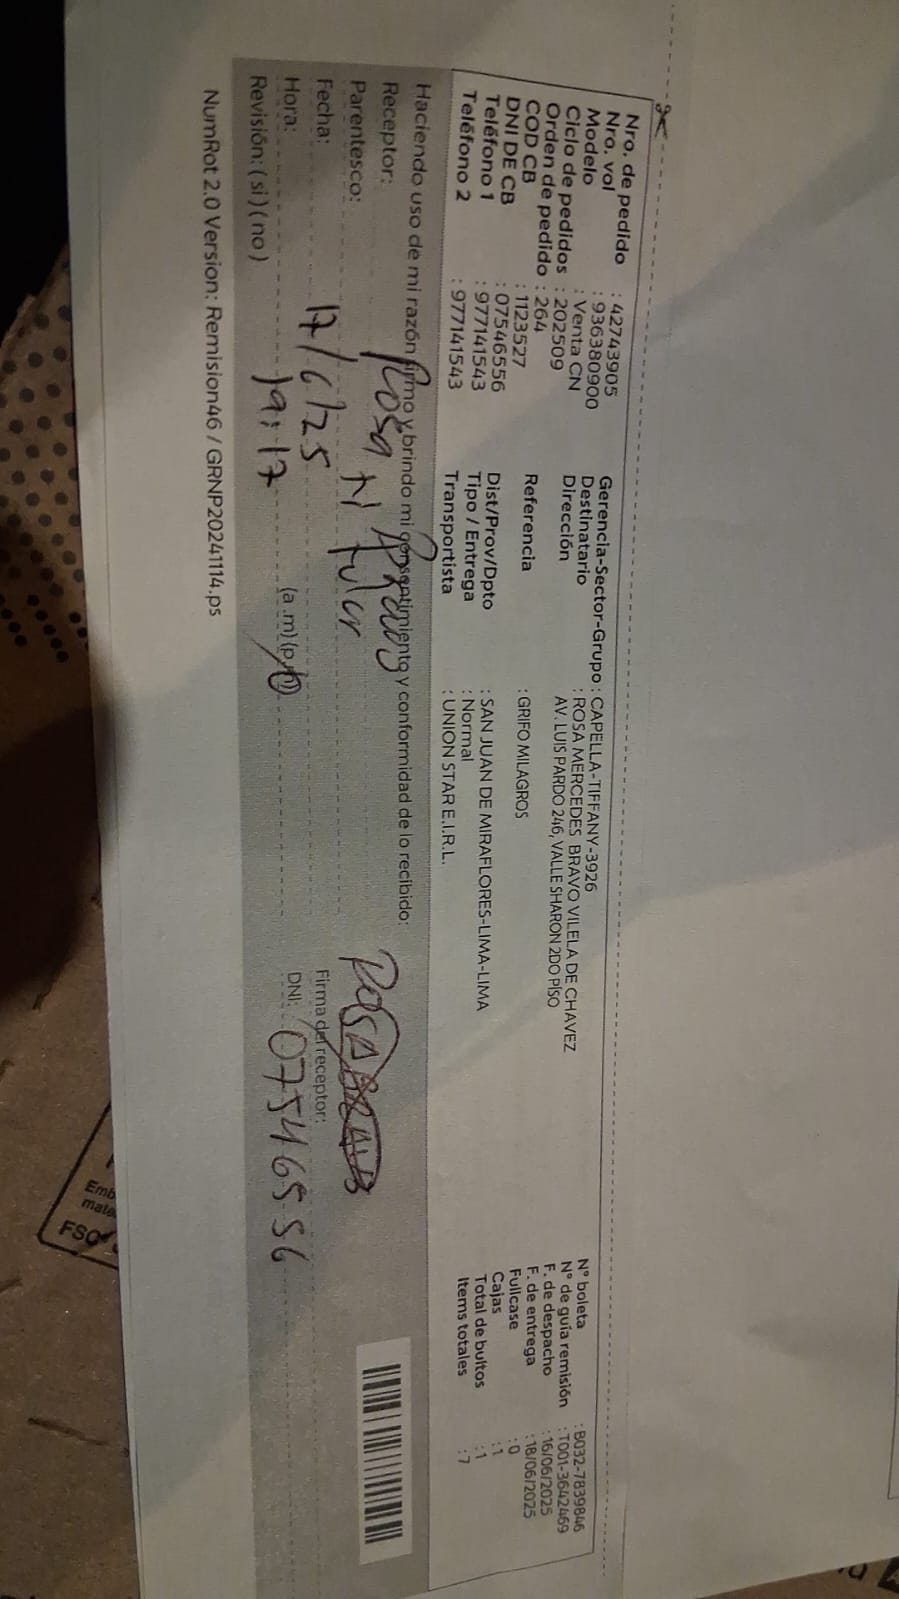 Nro. de pedido : 42743905
Nro. vol : 936380900
Modelo : Venta CN
Ciclo de pedidos : 202509
Orden de pedido : 264
COD CB : 1123527
DNI DE CB : 07546556
Teléfono 1 : 977141543
Teléfono 2 : 977141543
Gerencia-Sector-Grupo : CAPELLA-TIFFANY-3926
Destinatario : ROSA MERCEDES BRAVO VILELA DE CHAVEZ
Dirección AV. LUIS PARDO 246, VALLE SHARON 2DO PISO
Referencia : GRIFO MILAGROS
Dist/Prov/Dpto : SAN JUAN DE MIRAFLORES-LIMA-LIMA
Tipo / Entrega : Normal
Transportista : UNION STAR E.I.R.L.
N° boleta : B032-7839846
N° de guía remisión : T001-3642469
F. de despacho : 16/06/2025
F. de entrega : 18/06/2025
Fullcase : 0
Cajas : 1
Total de bultos : 1
Items totales : 7
Haciendo uso de mi razón firmo y brindo mi consentimiento y conformidad de lo recibido:
Receptor: Rosa
Parentesco:
Fecha: 17/6/25
Hora: 19:17 (a.m)(p.m)
Revisión: (si) (no)
ROSA
Firma del receptor:
DNI: 07546556
NumRot 2.0 Version: Remision46 / GRNP20241114.ps
Emb
mate
FSC